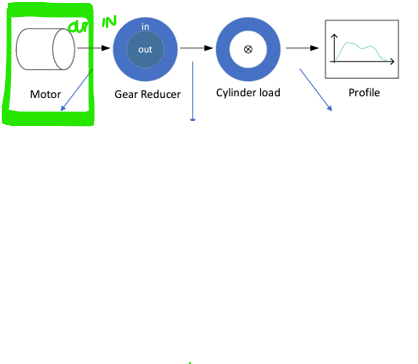 OUT IN
in
out
Motor
Gear Reducer
Cylinder load
Profile